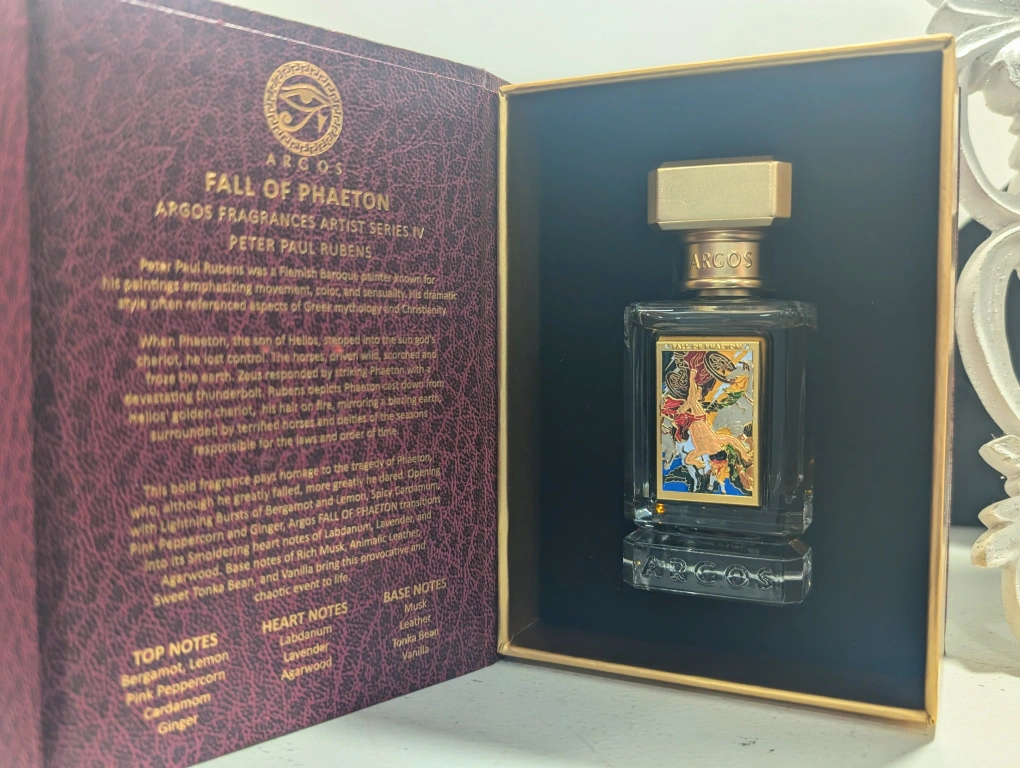 ARGOS
FALL OF PHAETON
ARGOS FRAGRANCES ARTIST SERIES IV
PETER PAUL RUBENS
Peter Paul Rubens was a Flemish Baroque painter known for
his paintings emphasizing movement, color, and sensuality. His dramatic
style often referenced aspects of Greek mythology and Christianity.
When Phaeton, the son of Helios, stepped into the sun god's
chariot, he lost control. The horses, driven wild, scorched and
froze the earth. Zeus responded by striking Phaeton with a
devastating thunderbolt. Rubens depicts Phaeton cast down from
Helios' golden chariot, his hair on fire, mirroring a blazing earth,
surrounded by terrified horses and deities of the seasons
responsible for the laws and order of time.
This bold fragrance pays homage to the tragedy of Phaeton,
who, although he greatly failed, more greatly he dared. Opening
with Lightning Bursts of Bergamot and Lemon, Spicy Cardamom,
Pink Peppercorn and Ginger, Argos FALL OF PHAETON transitions
into its Smoldering heart notes of Labdanum, Lavender, and
Agarwood. Base notes of Rich Musk, Animalic Leather,
Sweet Tonka Bean, and Vanilla bring this provocative and
chaotic event to life.
TOP NOTES
Bergamot, Lemon
Pink Peppercorn
Cardamom
Ginger
HEART NOTES
Labdanum
Lavender
Agarwood
BASE NOTES
Musk
Leather
Tonka Bean
Vanilla
ARGOS
FALL OF PHAETON
ARGOS